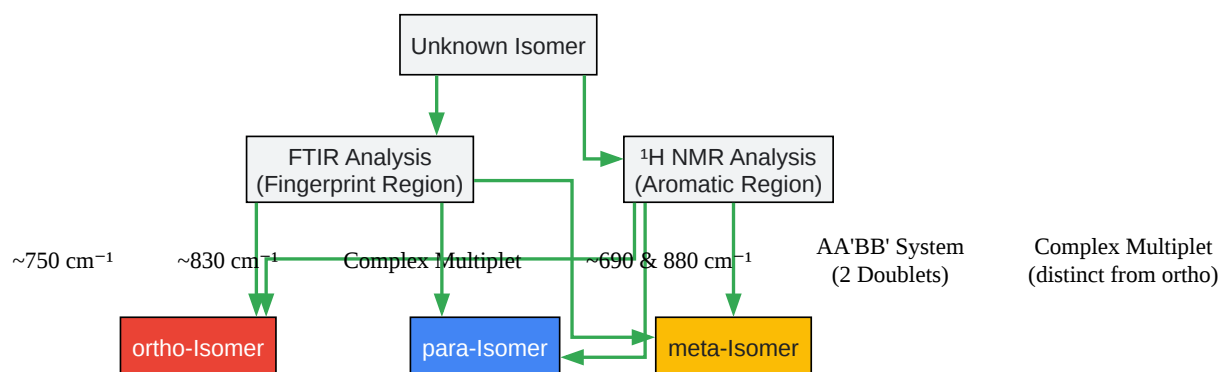 Unknown Isomer
FTIR Analysis
(Fingerprint Region)
¹H NMR Analysis
(Aromatic Region)
~750 cm⁻¹
~830 cm⁻¹
Complex Multiplet
~690 & 880 cm⁻¹
AA'BB' System
(2 Doublets)
Complex Multiplet
(distinct from ortho)
ortho-Isomer
para-Isomer
meta-Isomer